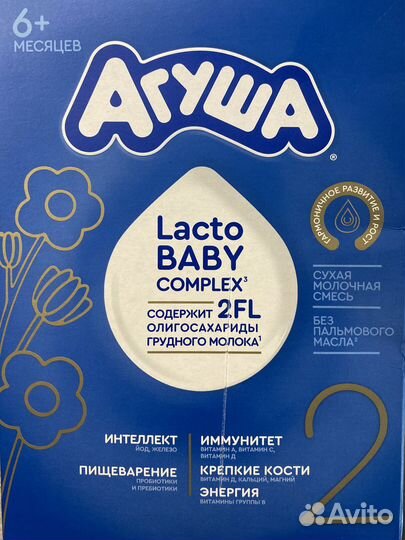 6+
МЕСЯЦЕВ
АГУША
®
ГАРМОНИЧНОЕ РАЗВИТИЕ И РОСТ
Lacto
BABY
COMPLEX³
СОДЕРЖИТ 2'FL
ОЛИГОСАХАРИДЫ
ГРУДНОГО МОЛОКА¹
СУХАЯ
МОЛОЧНАЯ
СМЕСЬ
БЕЗ
ПАЛЬМОВОГО
МАСЛА²
ИНТЕЛЛЕКТ
ЙОД, ЖЕЛЕЗО
ПИЩЕВАРЕНИЕ
ПРОБИОТИКИ
И ПРЕБИОТИКИ
ИММУНИТЕТ
ВИТАМИН А, ВИТАМИН С,
ВИТАМИН Д
КРЕПКИЕ КОСТИ
ВИТАМИН Д, КАЛЬЦИЙ, МАГНИЙ
ЭНЕРГИЯ
ВИТАМИНЫ ГРУППЫ В
2
Avito